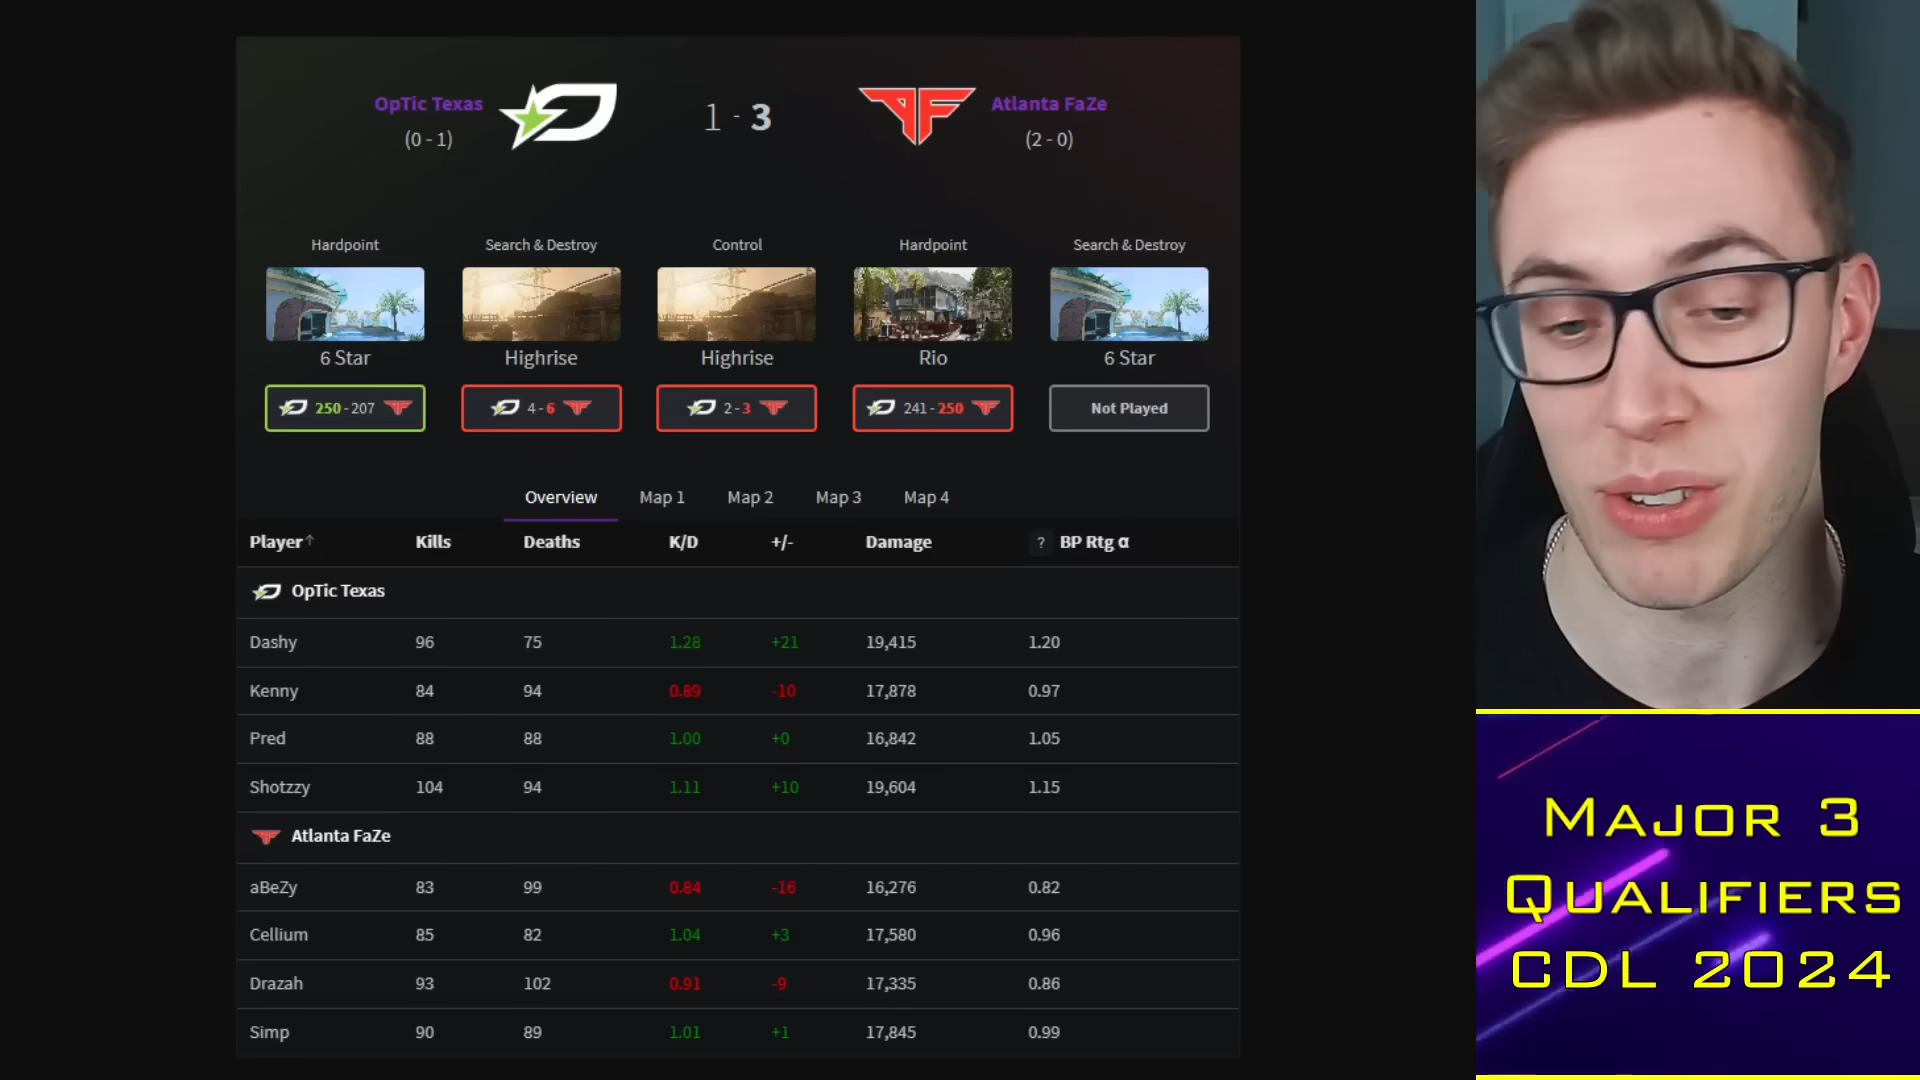 OpTic Texas
(0 - 1)
1 - 3
Atlanta FaZe
(2 - 0)
Hardpoint Search & Destroy Control Hardpoint Search & Destroy
6 Star Highrise Highrise Rio 6 Star
250 - 207 4 - 6 2 - 3 241 - 250 Not Played
Overview Map 1 Map 2 Map 3 Map 4
Player↑ Kills Deaths K/D +/- Damage ? BP Rtg α
OpTic Texas
Dashy 96 75 1.28 +21 19,415 1.20
Kenny 84 94 0.89 -10 17,878 0.97
Pred 88 88 1.00 +0 16,842 1.05
Shotzzy 104 94 1.11 +10 19,604 1.15
Atlanta FaZe
aBeZy 83 99 0.84 -16 16,276 0.82
Cellium 85 82 1.04 +3 17,580 0.96
Drazah 93 102 0.91 -9 17,335 0.86
Simp 90 89 1.01 +1 17,845 0.99
Major 3
Qualifiers
CDL 2024